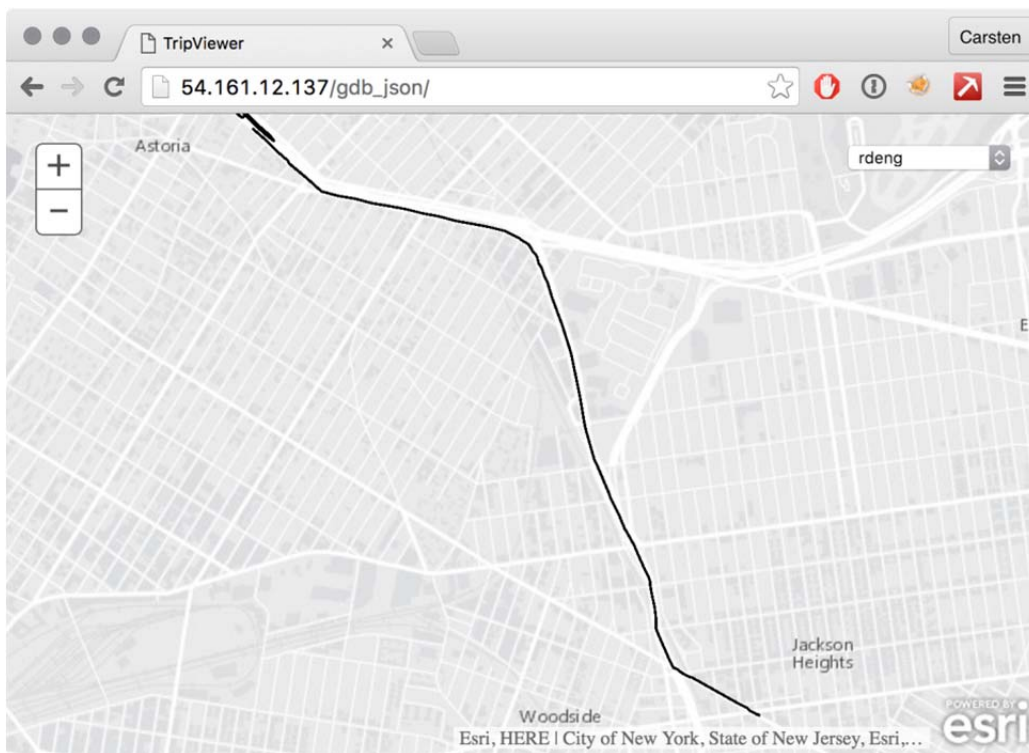 TripViewer
Carsten
54.161.12.137/gdb_json/
Astoria
rdeng
+
−
E
Jackson
Heights
Woodside
Esri, HERE | City of New York, State of New Jersey, Esri,...
POWERED BY
esri